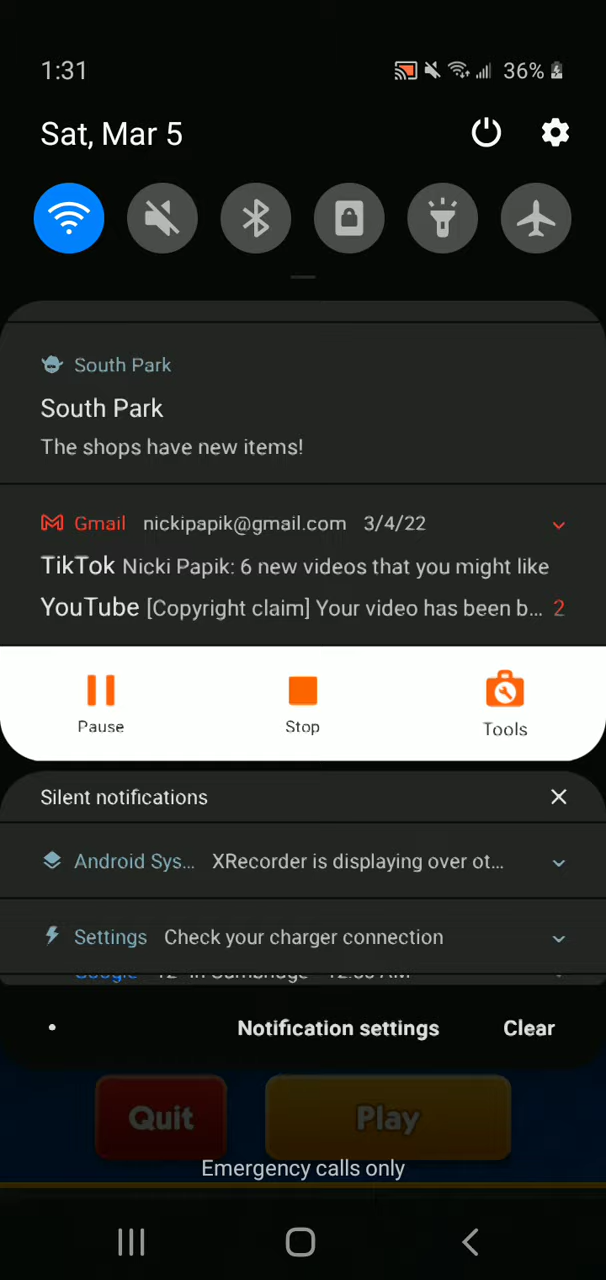 1:31
36%
Sat, Mar 5
South Park
South Park
The shops have new items!
Gmail nickipapik@gmail.com 3/4/22
TikTok Nicki Papik: 6 new videos that you might like
YouTube [Copyright claim] Your video has been b... 2
Pause
Stop
Tools
Silent notifications
Android Sys... XRecorder is displaying over ot...
Settings Check your charger connection
Notification settings
Clear
Quit
Play
Emergency calls only